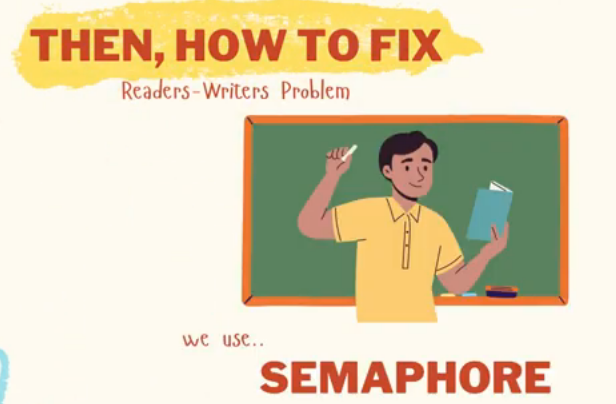 THEN, HOW TO FIX
Readers-Writers Problem
we use..
SEMAPHORE